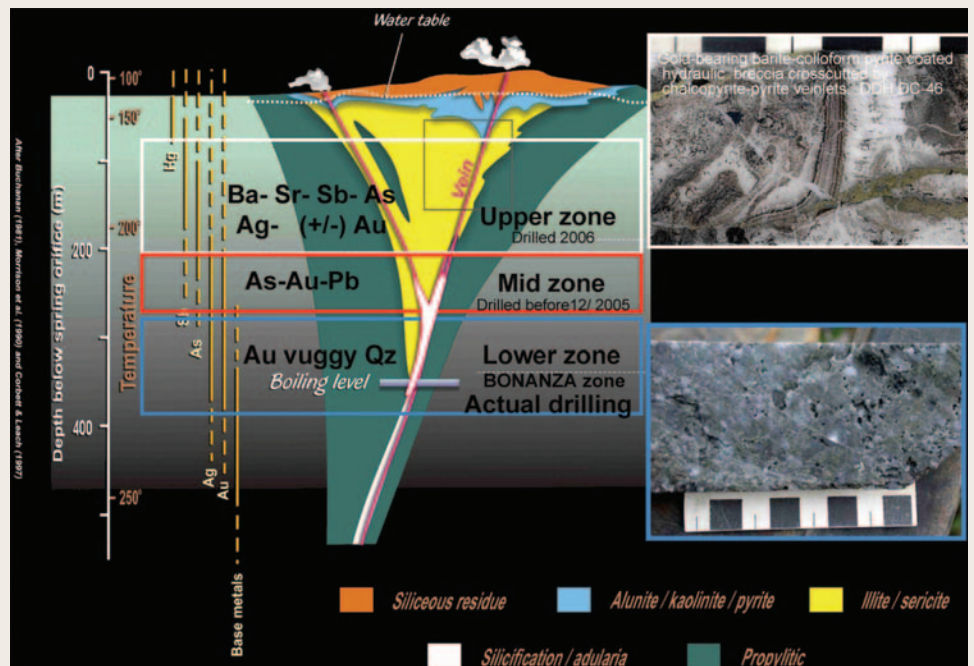 Water table
0
100°
150°
Hg
Ba- Sr- Sb- As
Ag- (+/-) Au
Vein
Upper zone
Drilled 2006
200°
200
As-Au-Pb
Mid zone
Drilled before12/ 2005
Sb
As
Au vuggy Qz
Boiling level
Lower zone
BONANZA zone
Actual drilling
400
Ag
Au
250°
Base metals
Depth below spring orifice (m)
Temperature
After Buchanan (1981), Morrison et al. (1990) and Corbett & Leach (1997)
Gold-bearing barite-colloform pyrite coated
hydraulic breccia crosscutted by
chalcopyrite-pyrite veinlets. DDH DC-46
Siliceous residue
Alunite / kaolinite / pyrite
Illite / sericite
Silicification / adularia
Propylitic